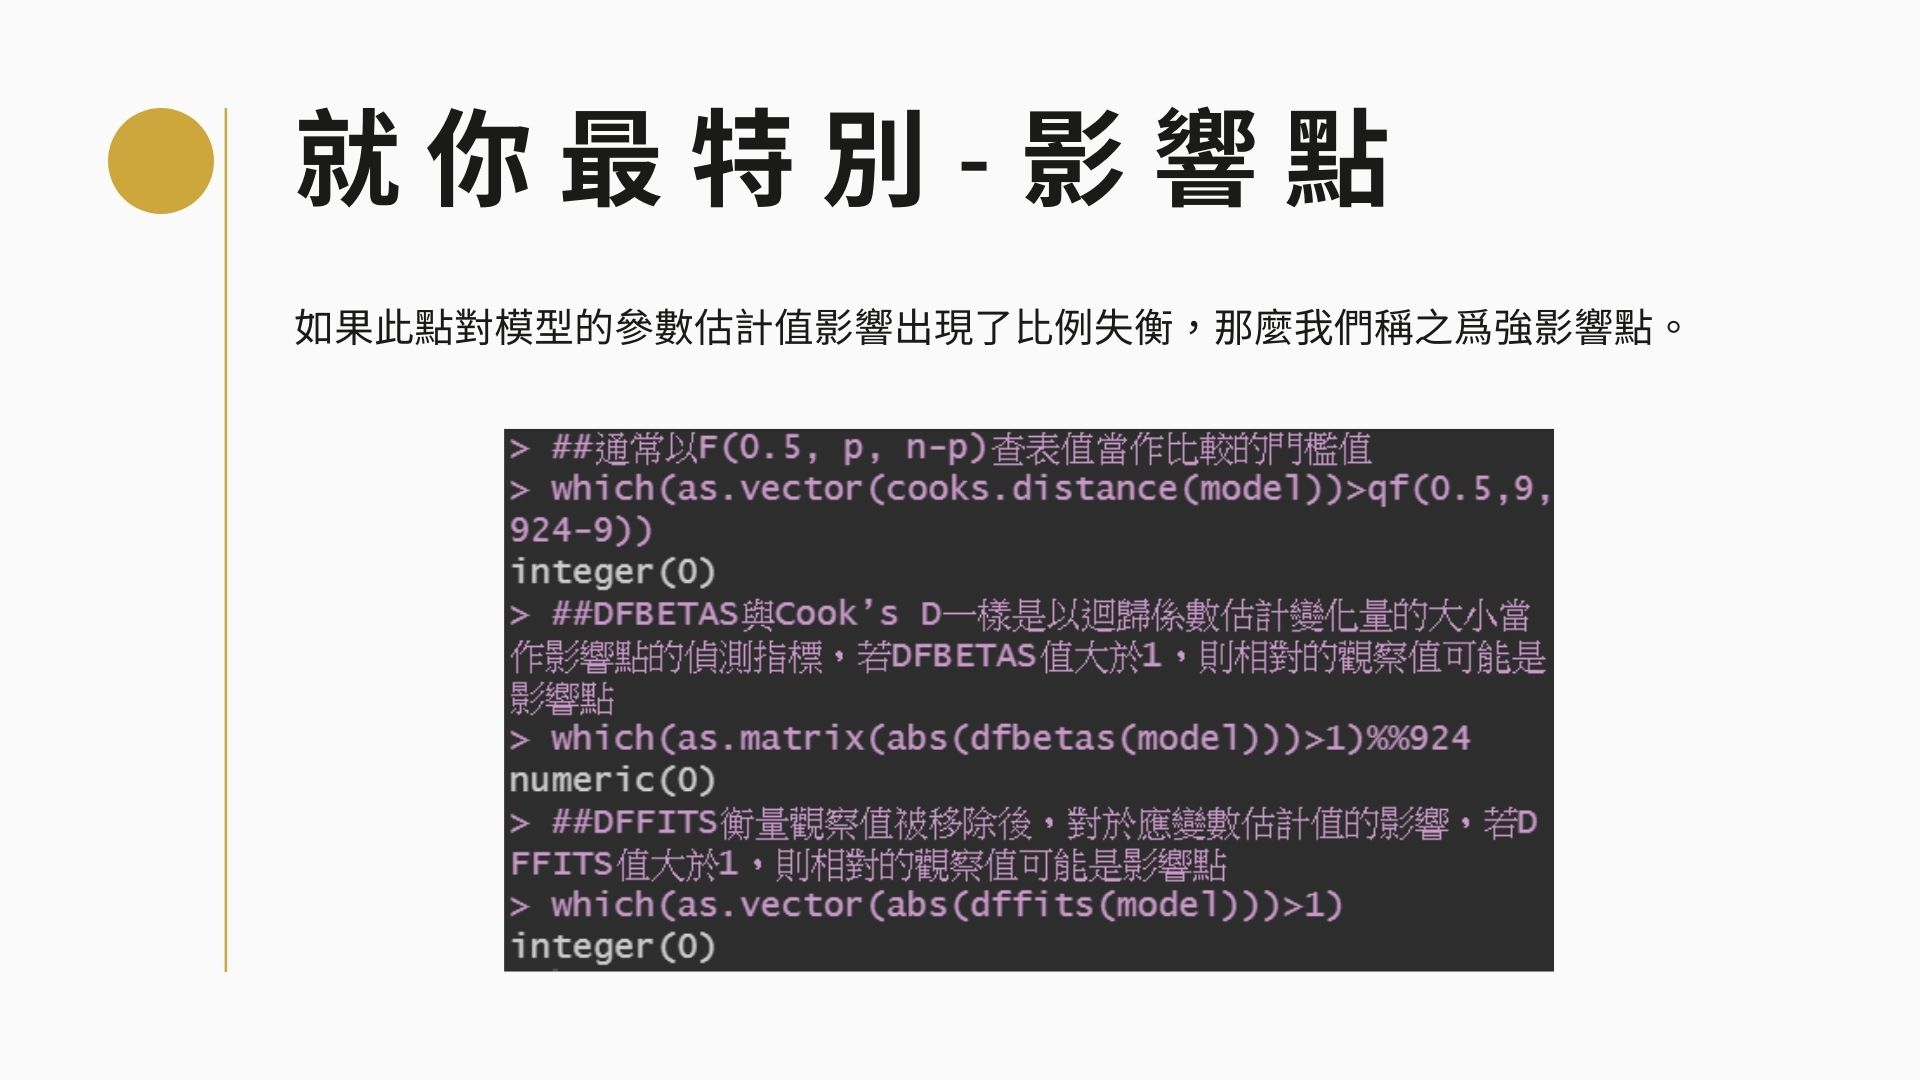 就你最特別-影響點
如果此點對模型的參數估計值影響出現了比例失衡，那麼我們稱之爲強影響點。
> ##通常以F(0.5, p, n-p)查表值當作比較的門檻值
> which(as.vector(cooks.distance(model))>qf(0.5,9,
924-9))
integer(0)
> ##DFBETAS與Cook’s D一樣是以迴歸係數估計變化量的大小當
作影響點的偵測指標，若DFBETAS值大於1，則相對的觀察值可能是
影響點
> which(as.matrix(abs(dfbetas(model)))>1)%%924
numeric(0)
> ##DFFITS衡量觀察值被移除後，對於應變數估計值的影響，若D
FFITS值大於1，則相對的觀察值可能是影響點
> which(as.vector(abs(dffits(model)))>1)
integer(0)